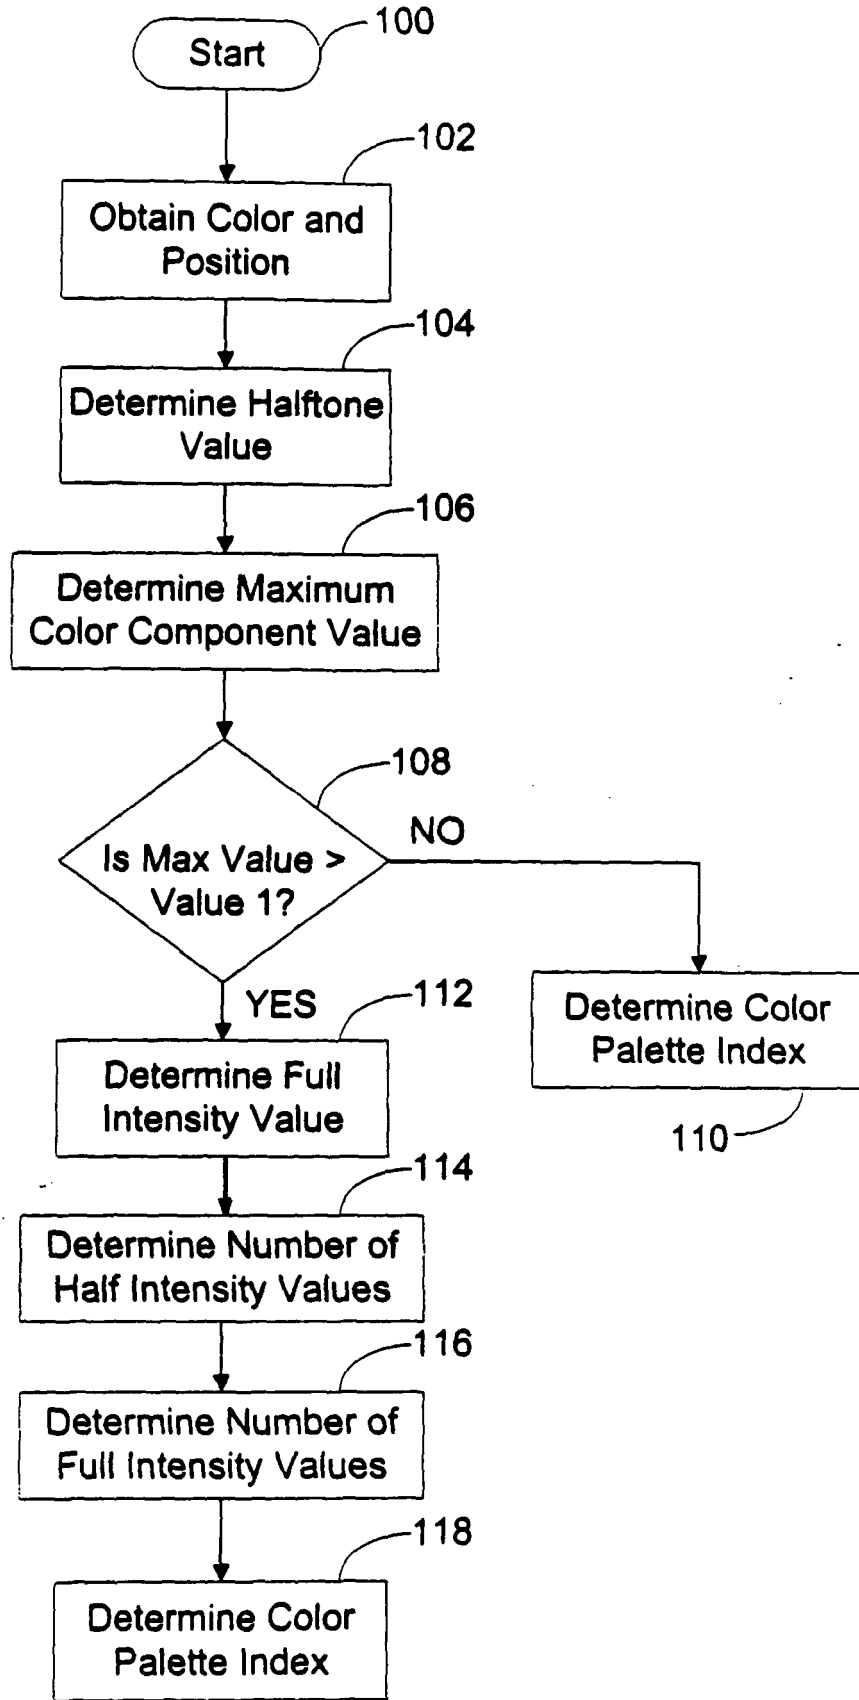 100
Start
102
Obtain Color and
Position
104
Determine Halftone
Value
106
Determine Maximum
Color Component Value
108
NO
Is Max Value >
Value 1?
YES
112
Determine Color
Palette Index
110
Determine Full
Intensity Value
114
Determine Number of
Half Intensity Values
116
Determine Number of
Full Intensity Values
118
Determine Color
Palette Index